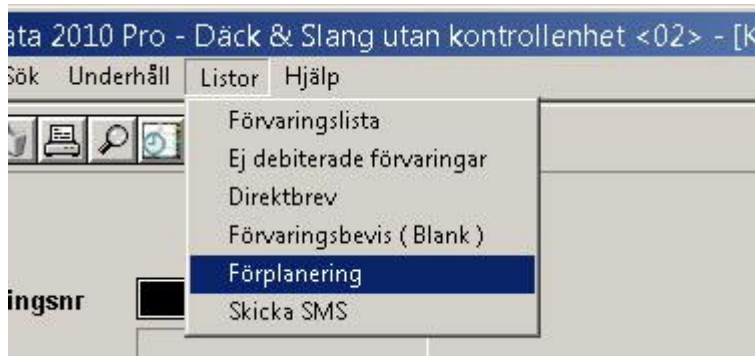 ata 2010 Pro - Däck & Slang utan kontrollenhet <02> - [K
Sök Underhåll Listor Hjälp
Förvaringslista
Ej debiterade förvaringar
Direktbrev
Förvaringsbevis ( Blank )
Förplanering
ingsnr
Skicka SMS